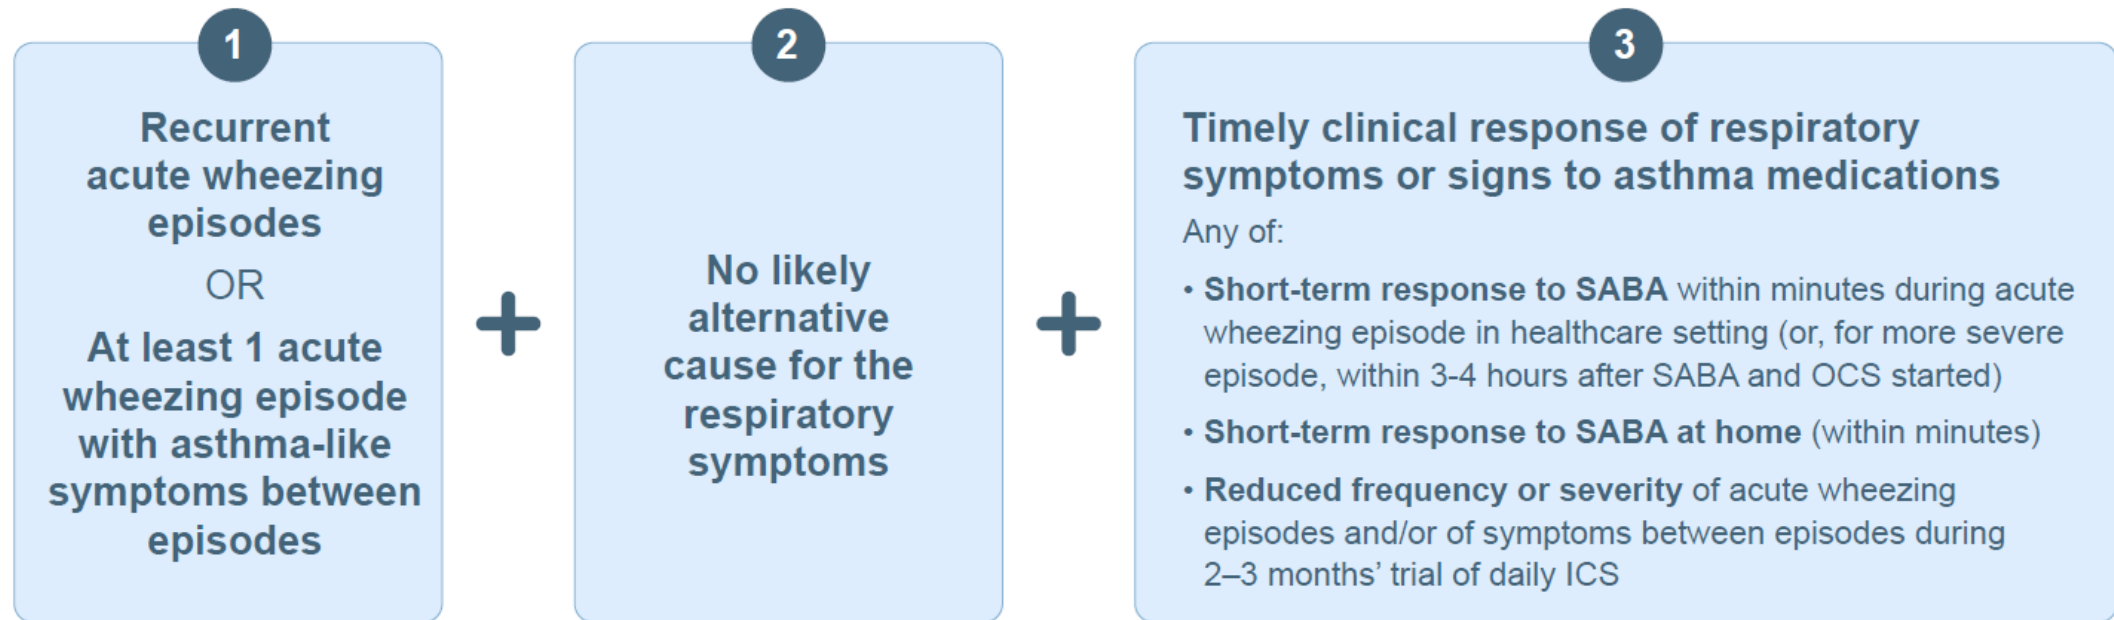 1
Recurrent
acute wheezing
episodes
OR
At least 1 acute
wheezing episode
with asthma-like
symptoms between
episodes
+
2
No likely
alternative
cause for the
respiratory
symptoms
+
3
Timely clinical response of respiratory
symptoms or signs to asthma medications
Any of:
• Short-term response to SABA within minutes during acute
wheezing episode in healthcare setting (or, for more severe
episode, within 3-4 hours after SABA and OCS started)
• Short-term response to SABA at home (within minutes)
• Reduced frequency or severity of acute wheezing
episodes and/or of symptoms between episodes during
2–3 months’ trial of daily ICS